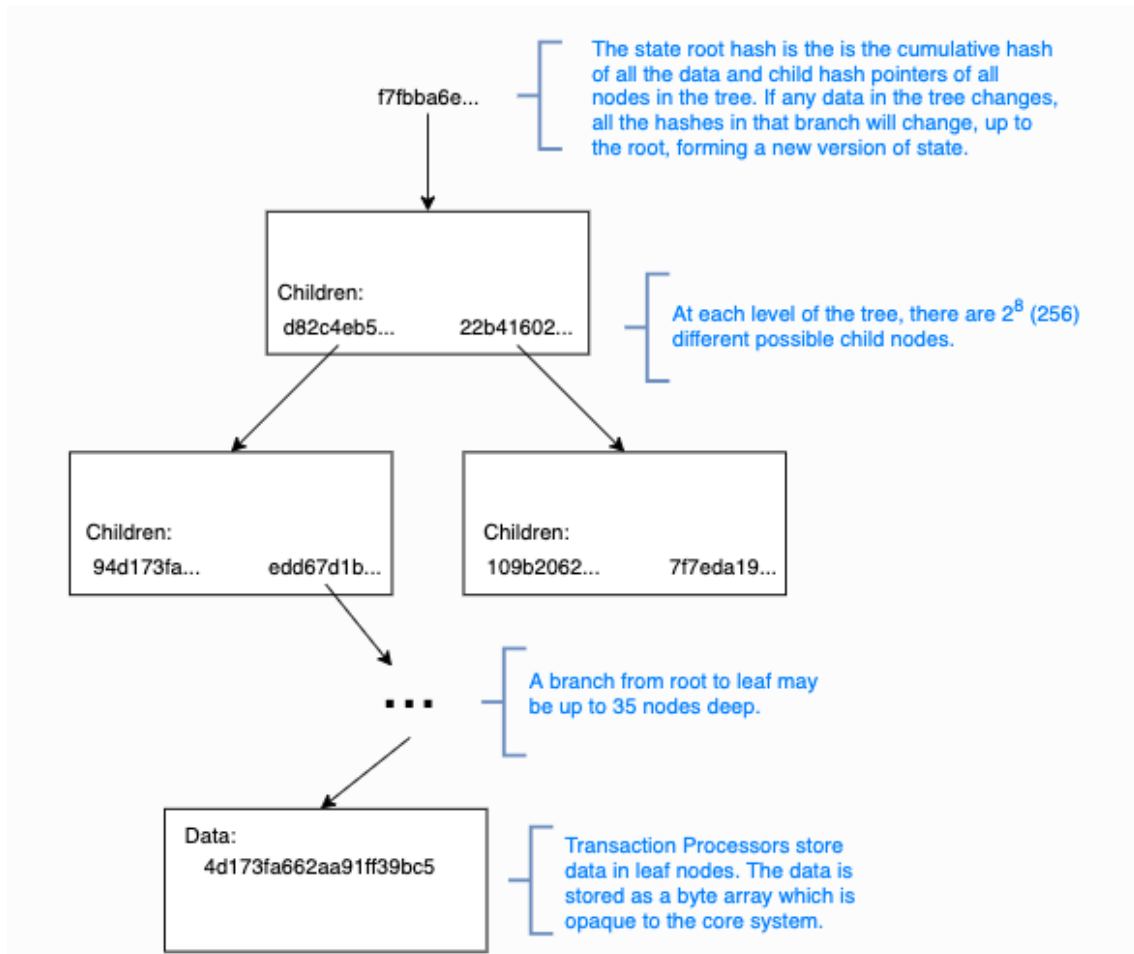 The state root hash is the is the cumulative hash
of all the data and child hash pointers of all
nodes in the tree. If any data in the tree changes,
all the hashes in that branch will change, up to
the root, forming a new version of state.
f7fbba6e...
Children:
d82c4eb5... 22b41602...
At each level of the tree, there are 2⁸ (256)
different possible child nodes.
Children:
94d173fa... edd67d1b...
Children:
109b2062... 7f7eda19...
...
A branch from root to leaf may
be up to 35 nodes deep.
Data:
4d173fa662aa91ff39bc5
Transaction Processors store
data in leaf nodes. The data is
stored as a byte array which is
opaque to the core system.